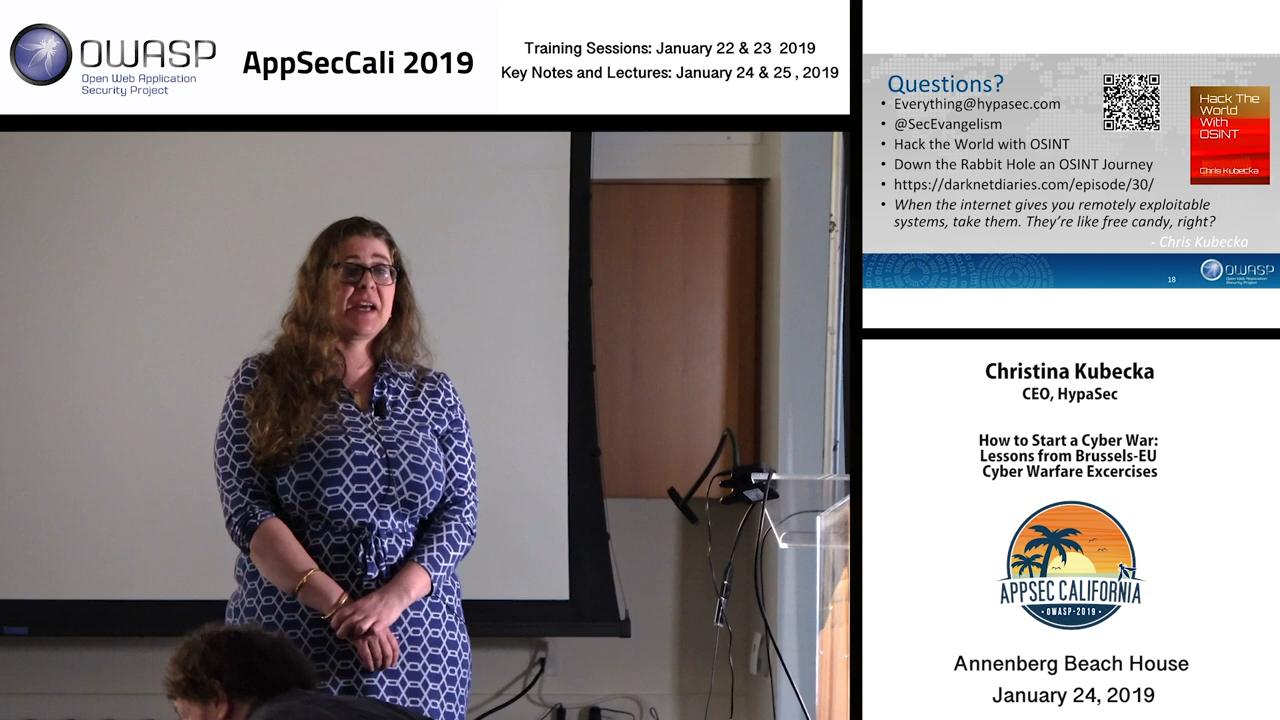 OWASP
Open Web Application
Security Project
AppSecCali 2019
Training Sessions: January 22 & 23 2019
Key Notes and Lectures: January 24 & 25 , 2019
Questions?
• Everything@hypasec.com
• @SecEvangelism
• Hack the World with OSINT
• Down the Rabbit Hole an OSINT Journey
• https://darknetdiaries.com/episode/30/
• When the internet gives you remotely exploitable
systems, take them. They're like free candy, right?
- Chris Kubecka
Hack The
World
With
OSINT
Chris Kubecka
18
OWASP
Open Web Application
Security Project
Christina Kubecka
CEO, HypaSec
How to Start a Cyber War:
Lessons from Brussels-EU
Cyber Warfare Excercises
APPSEC CALIFORNIA
• OWASP-2019 •
Annenberg Beach House
January 24, 2019